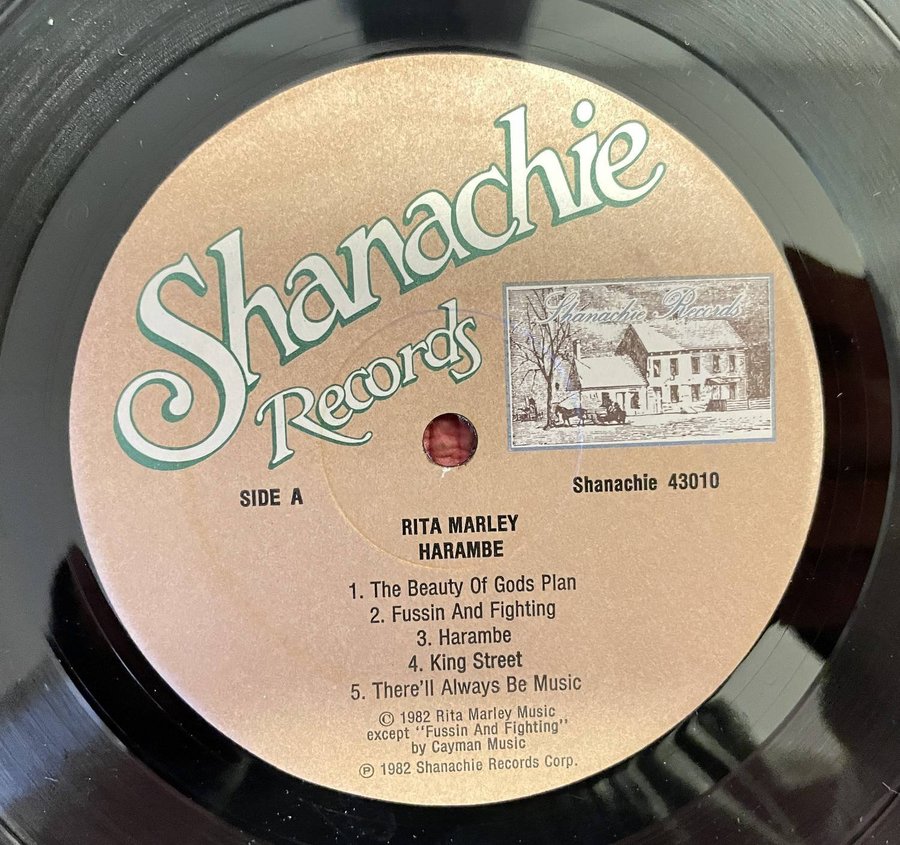 Shanachie
Records
Shanachie Records
SIDE A
Shanachie 43010
RITA MARLEY
HARAMBE
1. The Beauty Of Gods Plan
2. Fussin And Fighting
3. Harambe
4. King Street
5. There'll Always Be Music
© 1982 Rita Marley Music
except "Fussin And Fighting"
by Cayman Music
℗ 1982 Shanachie Records Corp.